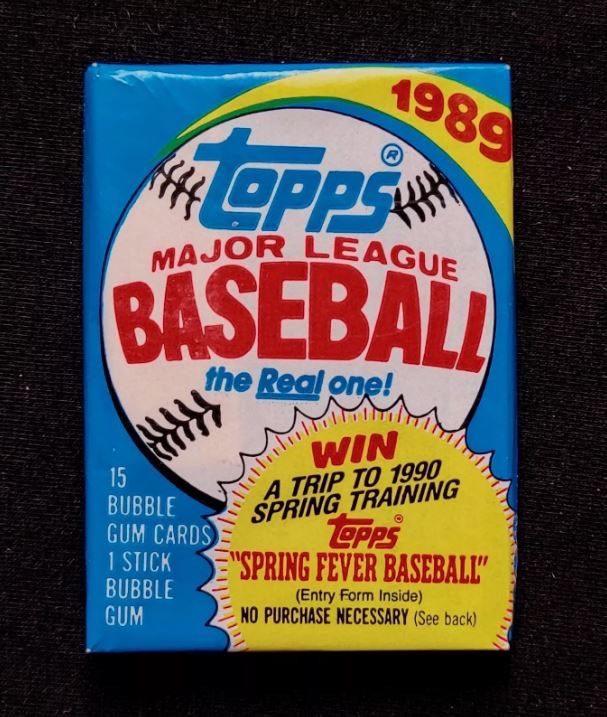 1989
Topps®
MAJOR LEAGUE
BASEBALL
the Real one!
15
BUBBLE
GUM CARDS
1 STICK
BUBBLE
GUM
WIN
A TRIP TO 1990
SPRING TRAINING
Topps®
"SPRING FEVER BASEBALL"
(Entry Form Inside)
NO PURCHASE NECESSARY (See back)